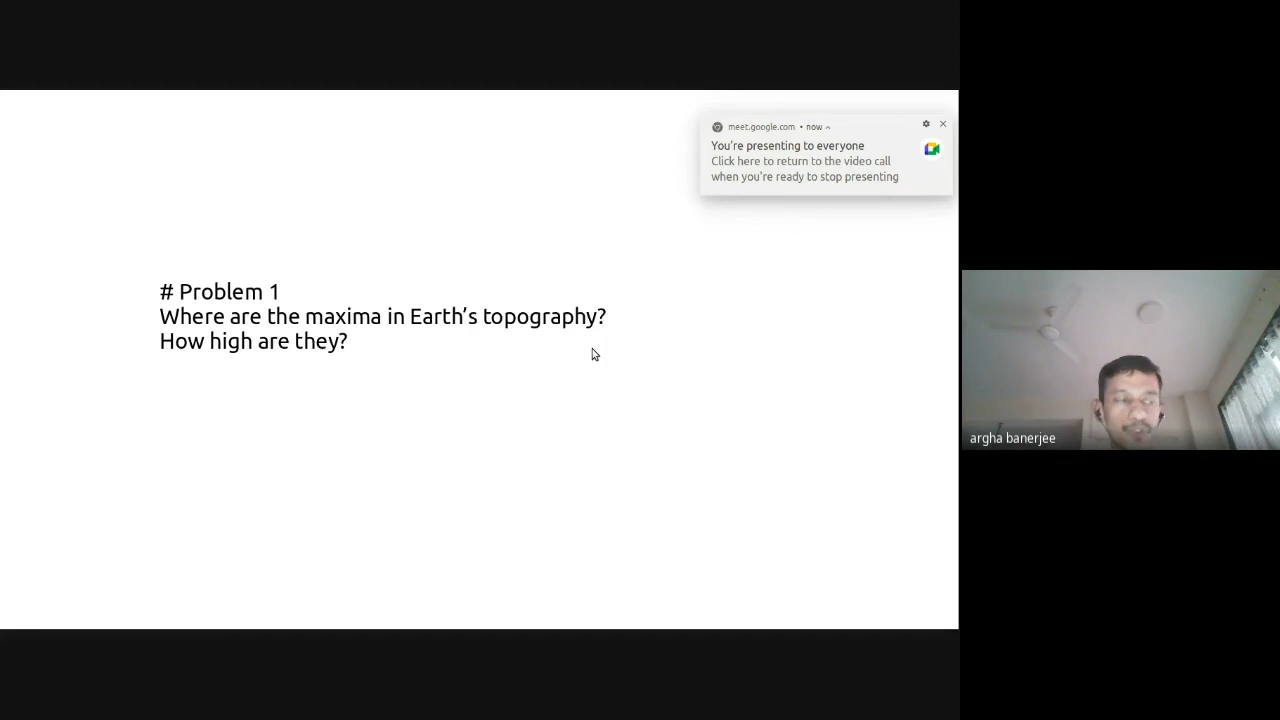 meet.google.com • now
You're presenting to everyone
Click here to return to the video call
when you're ready to stop presenting
# Problem 1
Where are the maxima in Earth’s topography?
How high are they?
argha banerjee